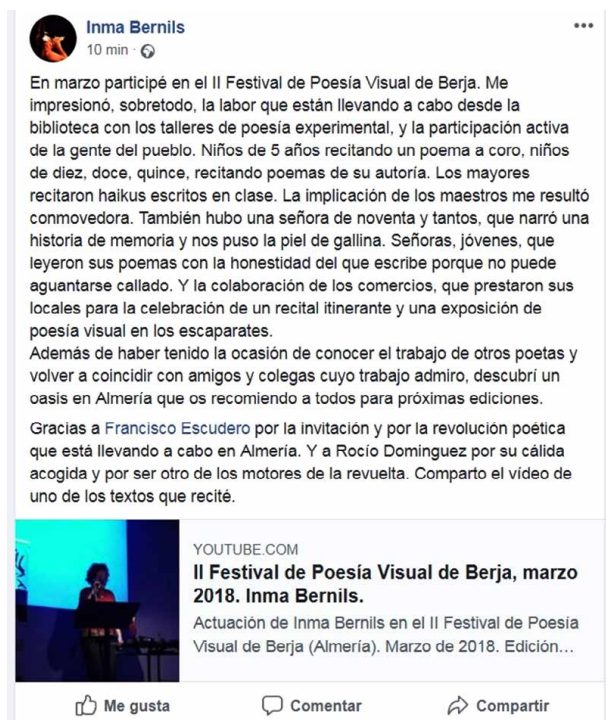 Inma Bernils
10 min ·
En marzo participé en el II Festival de Poesía Visual de Berja. Me
impresionó, sobretodo, la labor que están llevando a cabo desde la
biblioteca con los talleres de poesía experimental, y la participación activa
de la gente del pueblo. Niños de 5 años recitando un poema a coro, niños
de diez, doce, quince, recitando poemas de su autoría. Los mayores
recitaron haikus escritos en clase. La implicación de los maestros me resultó
conmovedora. También hubo una señora de noventa y tantos, que narró una
historia de memoria y nos puso la piel de gallina. Señoras, jóvenes, que
leyeron sus poemas con la honestidad del que escribe porque no puede
aguantarse callado. Y la colaboración de los comercios, que prestaron sus
locales para la celebración de un recital itinerante y una exposición de
poesía visual en los escaparates.
Además de haber tenido la ocasión de conocer el trabajo de otros poetas y
volver a coincidir con amigos y colegas cuyo trabajo admiro, descubrí un
oasis en Almería que os recomiendo a todos para próximas ediciones.
Gracias a Francisco Escudero por la invitación y por la revolución poética
que está llevando a cabo en Almería. Y a Rocío Dominguez por su cálida
acogida y por ser otro de los motores de la revuelta. Comparto el vídeo de
uno de los textos que recité.
YOUTUBE.COM
II Festival de Poesía Visual de Berja, marzo
2018. Inma Bernils.
Actuación de Inma Bernils en el II Festival de Poesía
Visual de Berja (Almería). Marzo de 2018. Edición...
Me gusta Comentar Compartir